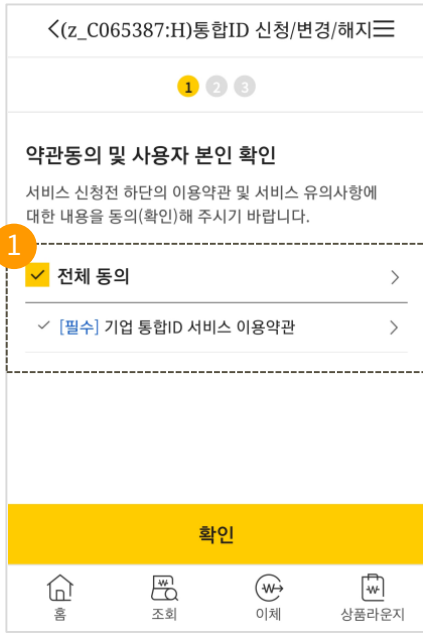 (z_C065387:H)통합ID 신청/변경/해지
1 2 3
약관동의 및 사용자 본인 확인
서비스 신청전 하단의 이용약관 및 서비스 유의사항에
대한 내용을 동의(확인)해 주시기 바랍니다.
1
전체 동의
[필수] 기업 통합ID 서비스 이용약관
확인
홈 조회 이체 상품라운지